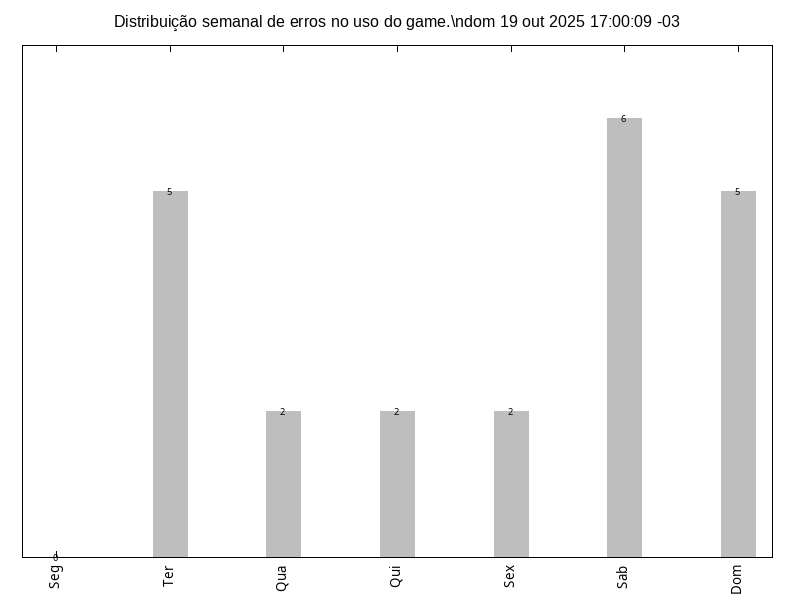 Distribuição semanal de erros no uso do game.\ndom 19 out 2025 17:00:09 -03
6
5
5
2
2
2
0
Seg
Ter
Qua
Qui
Sex
Sab
Dom